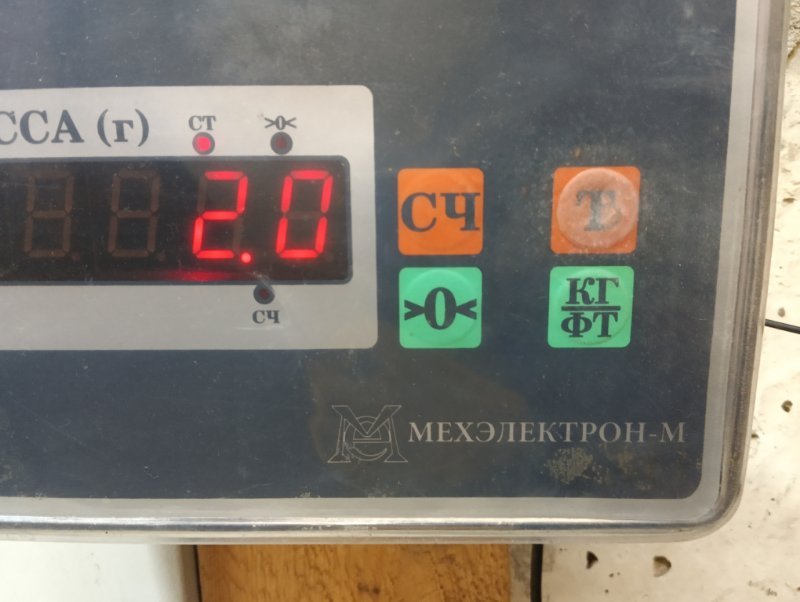 ССА (г)
СТ >0<
2.0
СЧ Т
>0< КГ
ФТ
СЧ
МЕХЭЛЕКТРОН-М